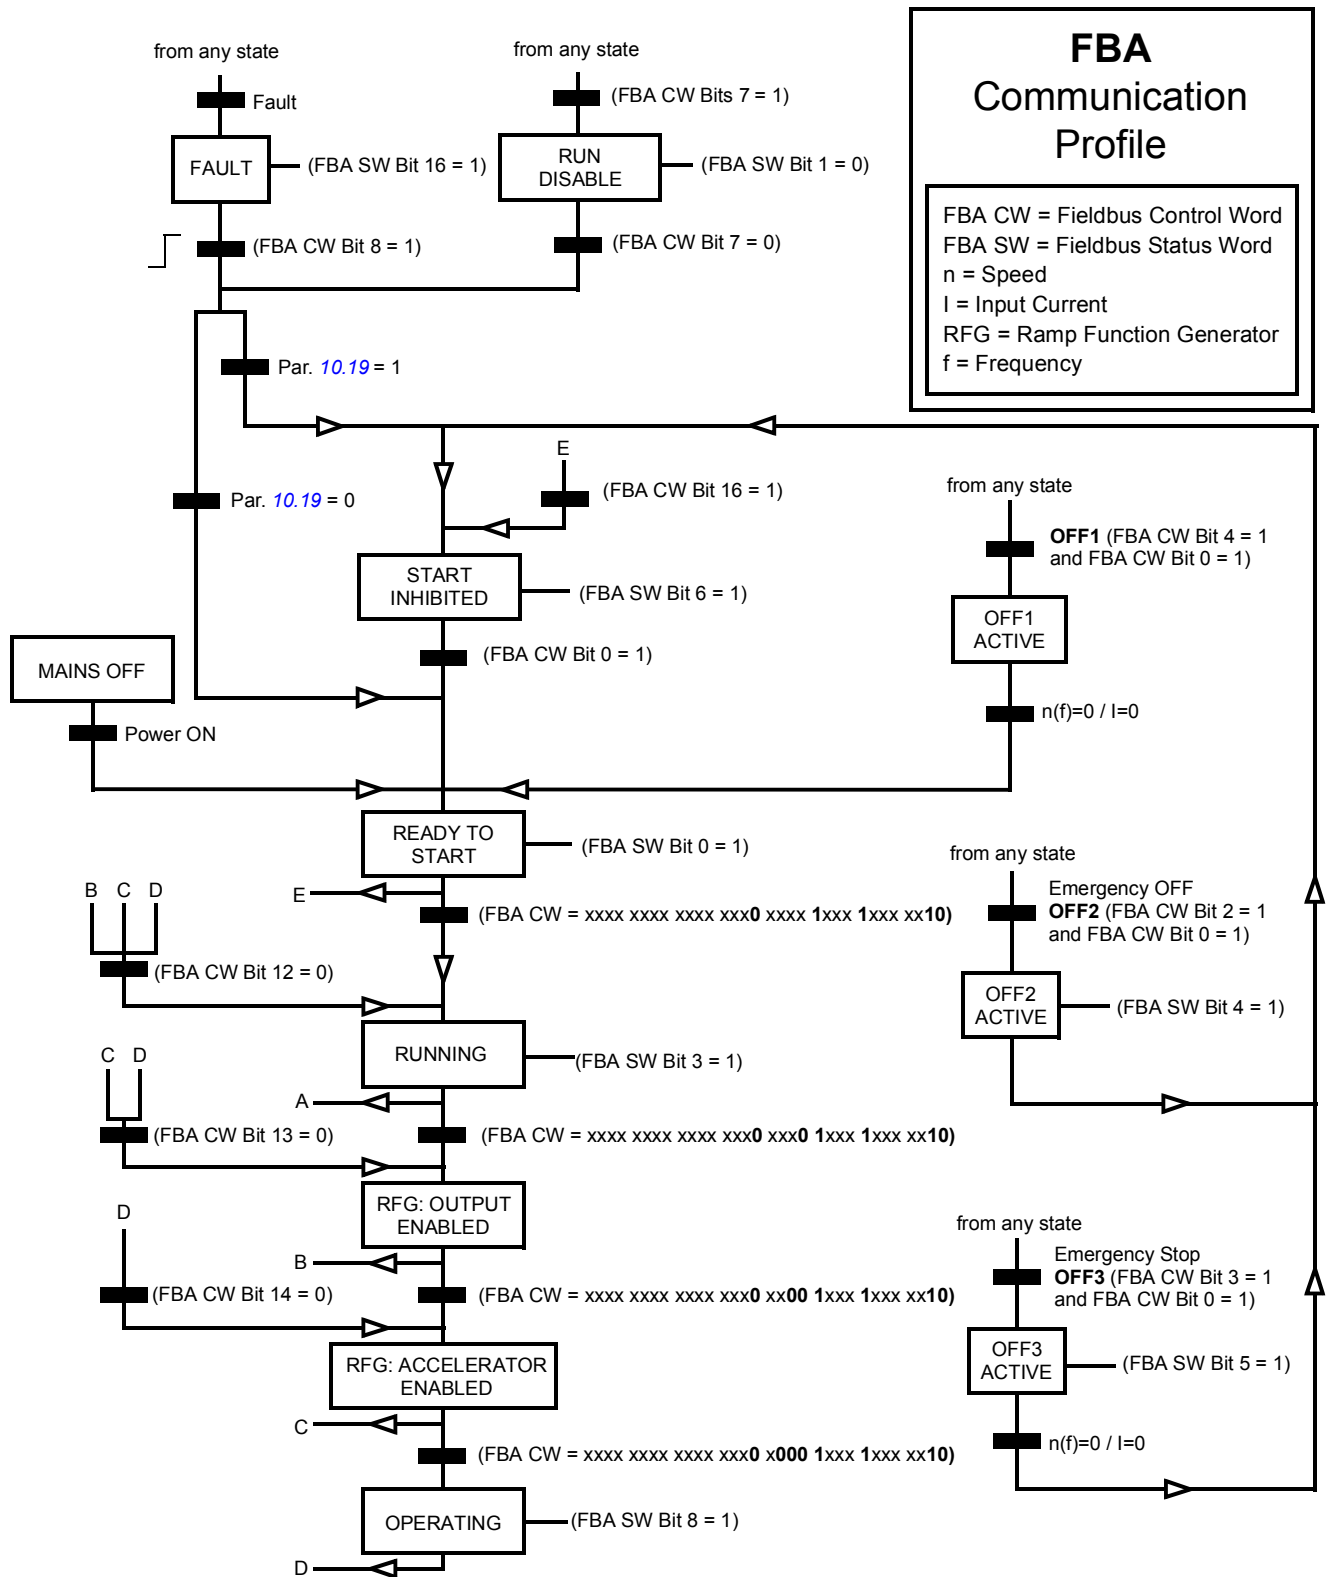 from any state
Fault
FAULT
(FBA SW Bit 16 = 1)
(FBA CW Bit 8 = 1)
from any state
(FBA CW Bits 7 = 1)
RUN
DISABLE
(FBA SW Bit 1 = 0)
(FBA CW Bit 7 = 0)
FBA
Communication
Profile
FBA CW = Fieldbus Control Word
FBA SW = Fieldbus Status Word
n = Speed
I = Input Current
RFG = Ramp Function Generator
f = Frequency
Par. 10.19 = 1
Par. 10.19 = 0
E
(FBA CW Bit 16 = 1)
START
INHIBITED
(FBA SW Bit 6 = 1)
(FBA CW Bit 0 = 1)
from any state
OFF1 (FBA CW Bit 4 = 1
and FBA CW Bit 0 = 1)
OFF1
ACTIVE
n(f)=0 / I=0
MAINS OFF
Power ON
READY TO
START
(FBA SW Bit 0 = 1)
E
(FBA CW = xxxx xxxx xxxx xxx0 xxxx 1xxx 1xxx xx10)
B C D
(FBA CW Bit 12 = 0)
from any state
Emergency OFF
OFF2 (FBA CW Bit 2 = 1
and FBA CW Bit 0 = 1)
OFF2
ACTIVE
(FBA SW Bit 4 = 1)
RUNNING
(FBA SW Bit 3 = 1)
A
(FBA CW = xxxx xxxx xxxx xxx0 xxx0 1xxx 1xxx xx10)
C D
(FBA CW Bit 13 = 0)
RFG: OUTPUT
ENABLED
B
(FBA CW = xxxx xxxx xxxx xxx0 xx00 1xxx 1xxx xx10)
D
(FBA CW Bit 14 = 0)
RFG: ACCELERATOR
ENABLED
C
(FBA CW = xxxx xxxx xxxx xxx0 x000 1xxx 1xxx xx10)
from any state
Emergency Stop
OFF3 (FBA CW Bit 3 = 1
and FBA CW Bit 0 = 1)
OFF3
ACTIVE
(FBA SW Bit 5 = 1)
n(f)=0 / I=0
OPERATING
(FBA SW Bit 8 = 1)
D